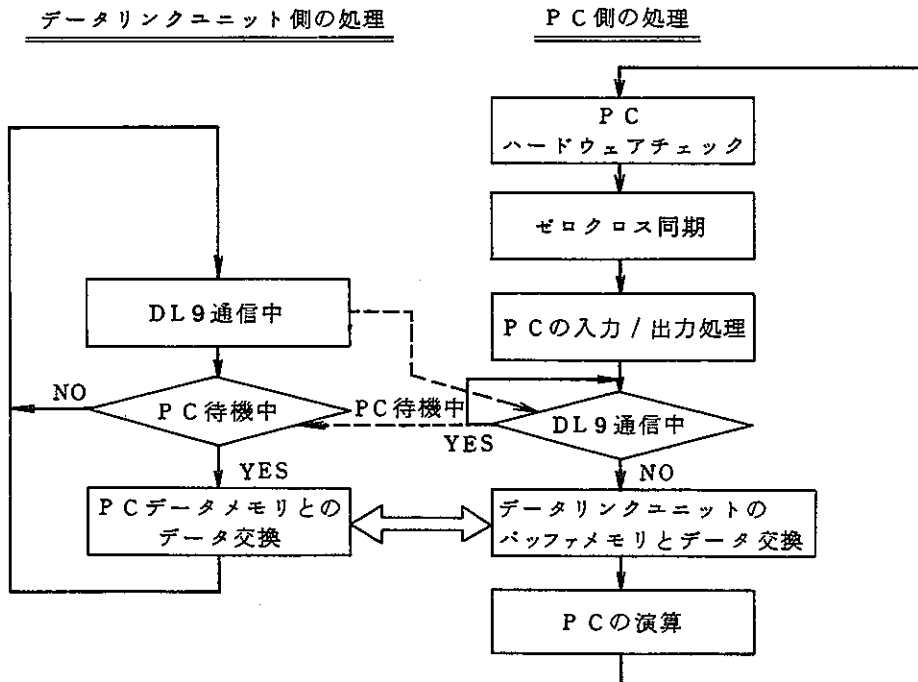 データリンクユニット側の処理
PC側の処理
PC
ハードウェアチェック
ゼロクロス同期
PCの入力/出力処理
DL9通信中
NO
PC待機中
PC待機中
YES
DL9通信中
YES
NO
PCデータメモリとの
データ交換
データリンクユニットの
バッファメモリとデータ交換
PCの演算